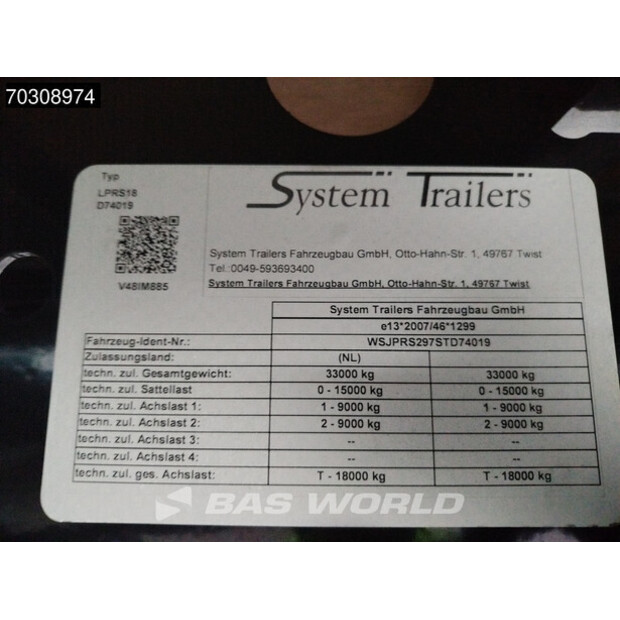 70308974
Typ
LPRS18
D74019
V48IM885
System Trailers
System Trailers Fahrzeugbau GmbH, Otto-Hahn-Str. 1, 49767 Twist
Tel.:0049-593693400
System Trailers Fahrzeugbau GmbH, Otto-Hahn-Str. 1, 49767 Twist
System Trailers Fahrzeugbau GmbH
e13*2007/46*1299
Fahrzeug-Ident-Nr.: WSJPRS297STD74019
Zulassungsland: (NL)
techn. zul. Gesamtgewicht: 33000 kg 33000 kg
techn. zul. Sattellast 0 - 15000 kg 0 - 15000 kg
techn. zul. Achslast 1: 1 - 9000 kg 1 - 9000 kg
techn. zul. Achslast 2: 2 - 9000 kg 2 - 9000 kg
techn. zul. Achslast 3: -- --
techn. zul. Achslast 4: -- --
techn. zul. ges. Achslast: T - 18000 kg T - 18000 kg
BAS WORLD